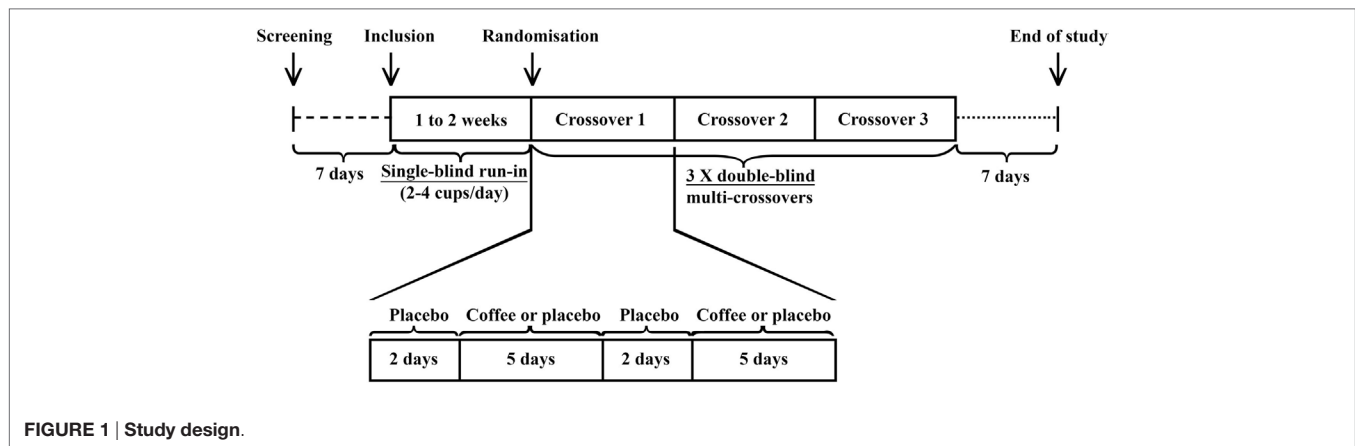 Screening Inclusion Randomisation End of study
1 to 2 weeks Crossover 1 Crossover 2 Crossover 3
7 days Single-blind run-in 3 X double-blind 7 days
(2-4 cups/day) multi-crossovers
Placebo Coffee or placebo Placebo Coffee or placebo
2 days 5 days 2 days 5 days
FIGURE 1 | Study design.